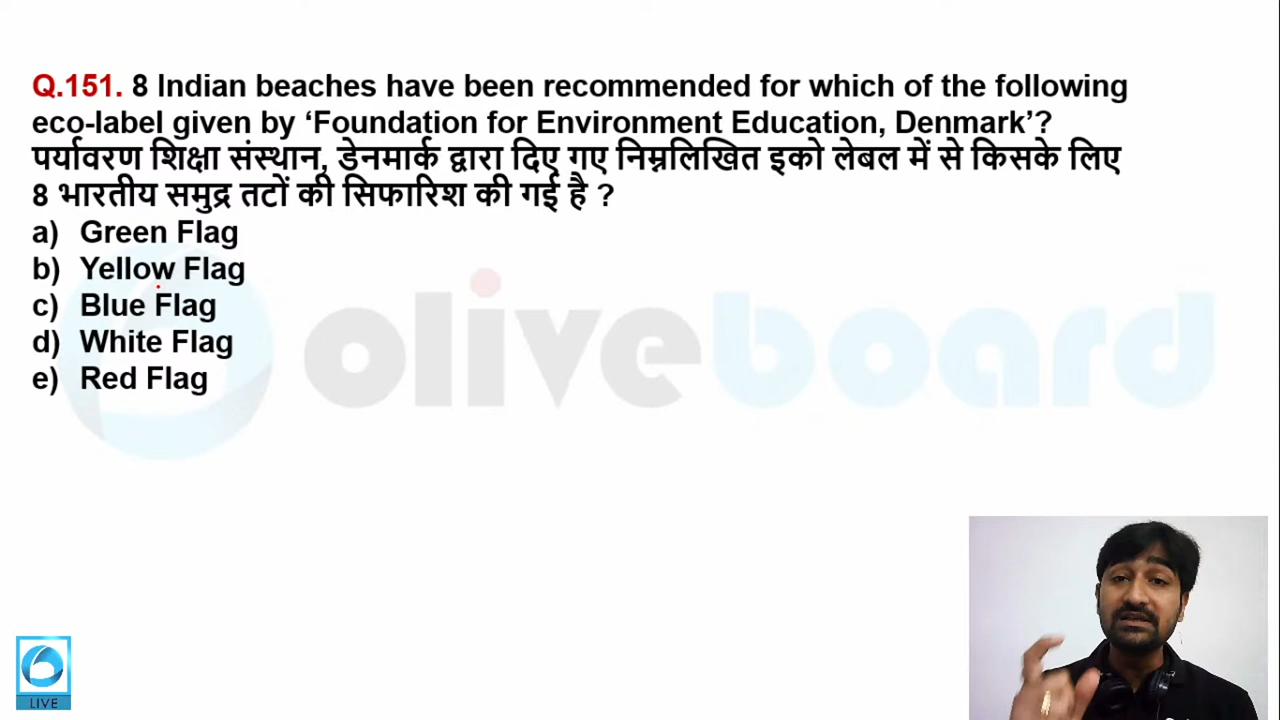 Q.151. 8 Indian beaches have been recommended for which of the following
eco-label given by ‘Foundation for Environment Education, Denmark’?
पर्यावरण शिक्षा संस्थान, डेनमार्क द्वारा दिए गए निम्नलिखित इको लेबल में से किसके लिए
8 भारतीय समुद्र तटों की सिफारिश की गई है ?
a) Green Flag
b) Yellow Flag
c) Blue Flag
d) White Flag
e) Red Flag
oliveboard
LIVE